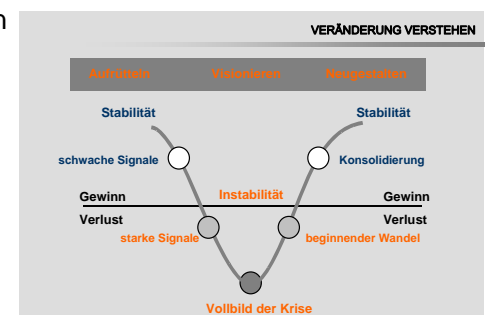 n
VERÄNDERUNG VERSTEHEN
Aufrütteln Visionieren Neugestalten
Stabilität Stabilität
schwache Signale Konsolidierung
Gewinn Instabilität Gewinn
Verlust Verlust
starke Signale beginnender Wandel
Vollbild der Krise